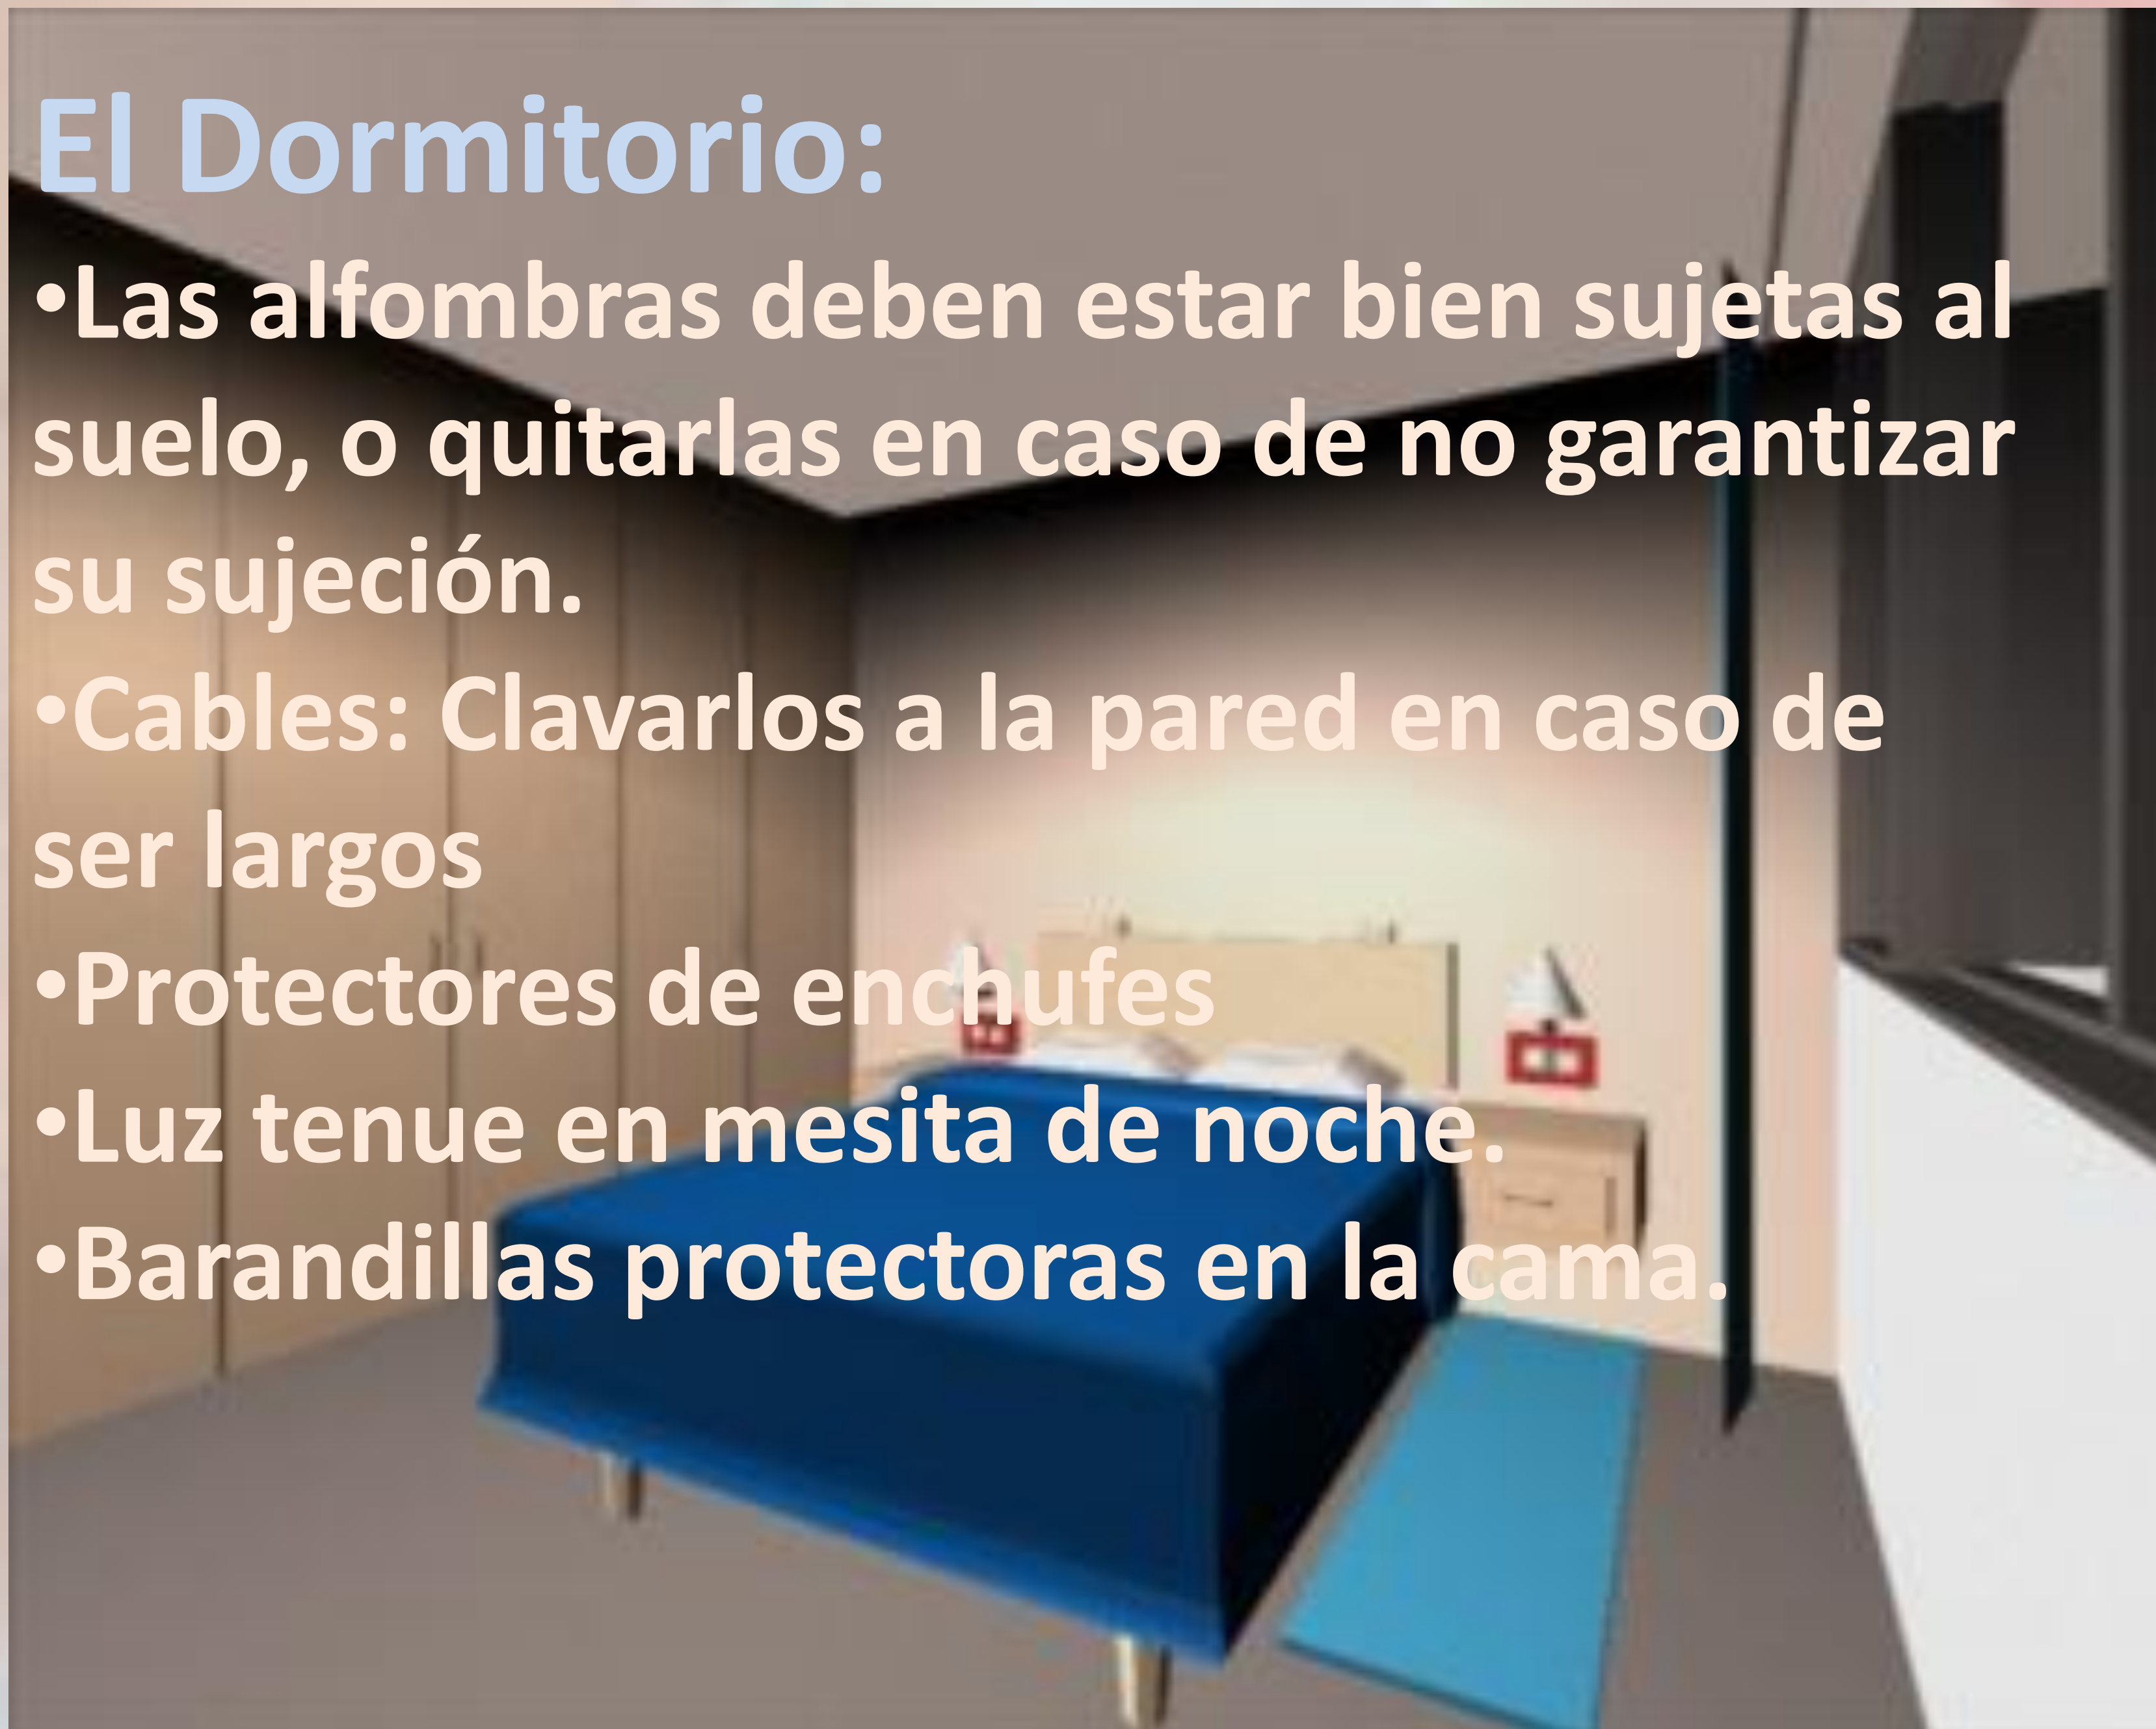 El Dormitorio:
•Las alfombras deben estar bien sujetas al
suelo, o quitarlas en caso de no garantizar
su sujeción.
•Cables: Clavarlos a la pared en caso de
ser largos
•Protectores de enchufes
•Luz tenue en mesita de noche.
•Barandillas protectoras en la cama.